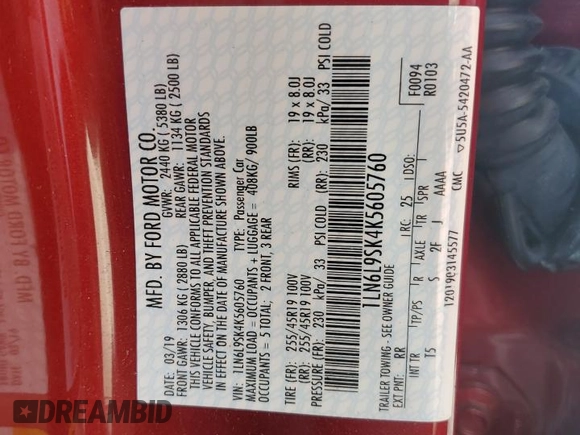 MFD. BY FORD MOTOR CO.
DATE: 03/19 GVWR: 2440 KG ( 5380 LB)
FRONT GAWR: 1306 KG ( 2880 LB) REAR GAWR: 1134 KG ( 2500 LB)
THIS VEHICLE CONFORMS TO ALL APPLICABLE FEDERAL MOTOR
VEHICLE SAFETY, BUMPER, AND THEFT PREVENTION STANDARDS
IN EFFECT ON THE DATE OF MANUFACTURE SHOWN ABOVE.
VIN: 1LN6L9SK4K5605760 TYPE: Passenger Car
MAXIMUM LOAD = OCCUPANTS + LUGGAGE = 408KG/ 900LB
OCCUPANTS = 5 TOTAL; 2 FRONT, 3 REAR
TIRE (FR): 255/45R19 100V RIMS (FR): 19 x 8.0J
(RR): 255/45R19 100V (RR): 19 x 8.0J
PRESSURE (FR): 230 kPa/ 33 PSI COLD (RR): 230 kPa/ 33 PSI COLD
1LN6L9SK4K5605760
TRAILER TOWING - SEE OWNER GUIDE
EXT PNT: RR RC: 25 DSO: F0094
R0103
INT TR TP/PS R AXLE TR SPR
T5 S 2F J AAAA
12019031455??
CMC ▽5U5A-5420472-AA
DREAMBID